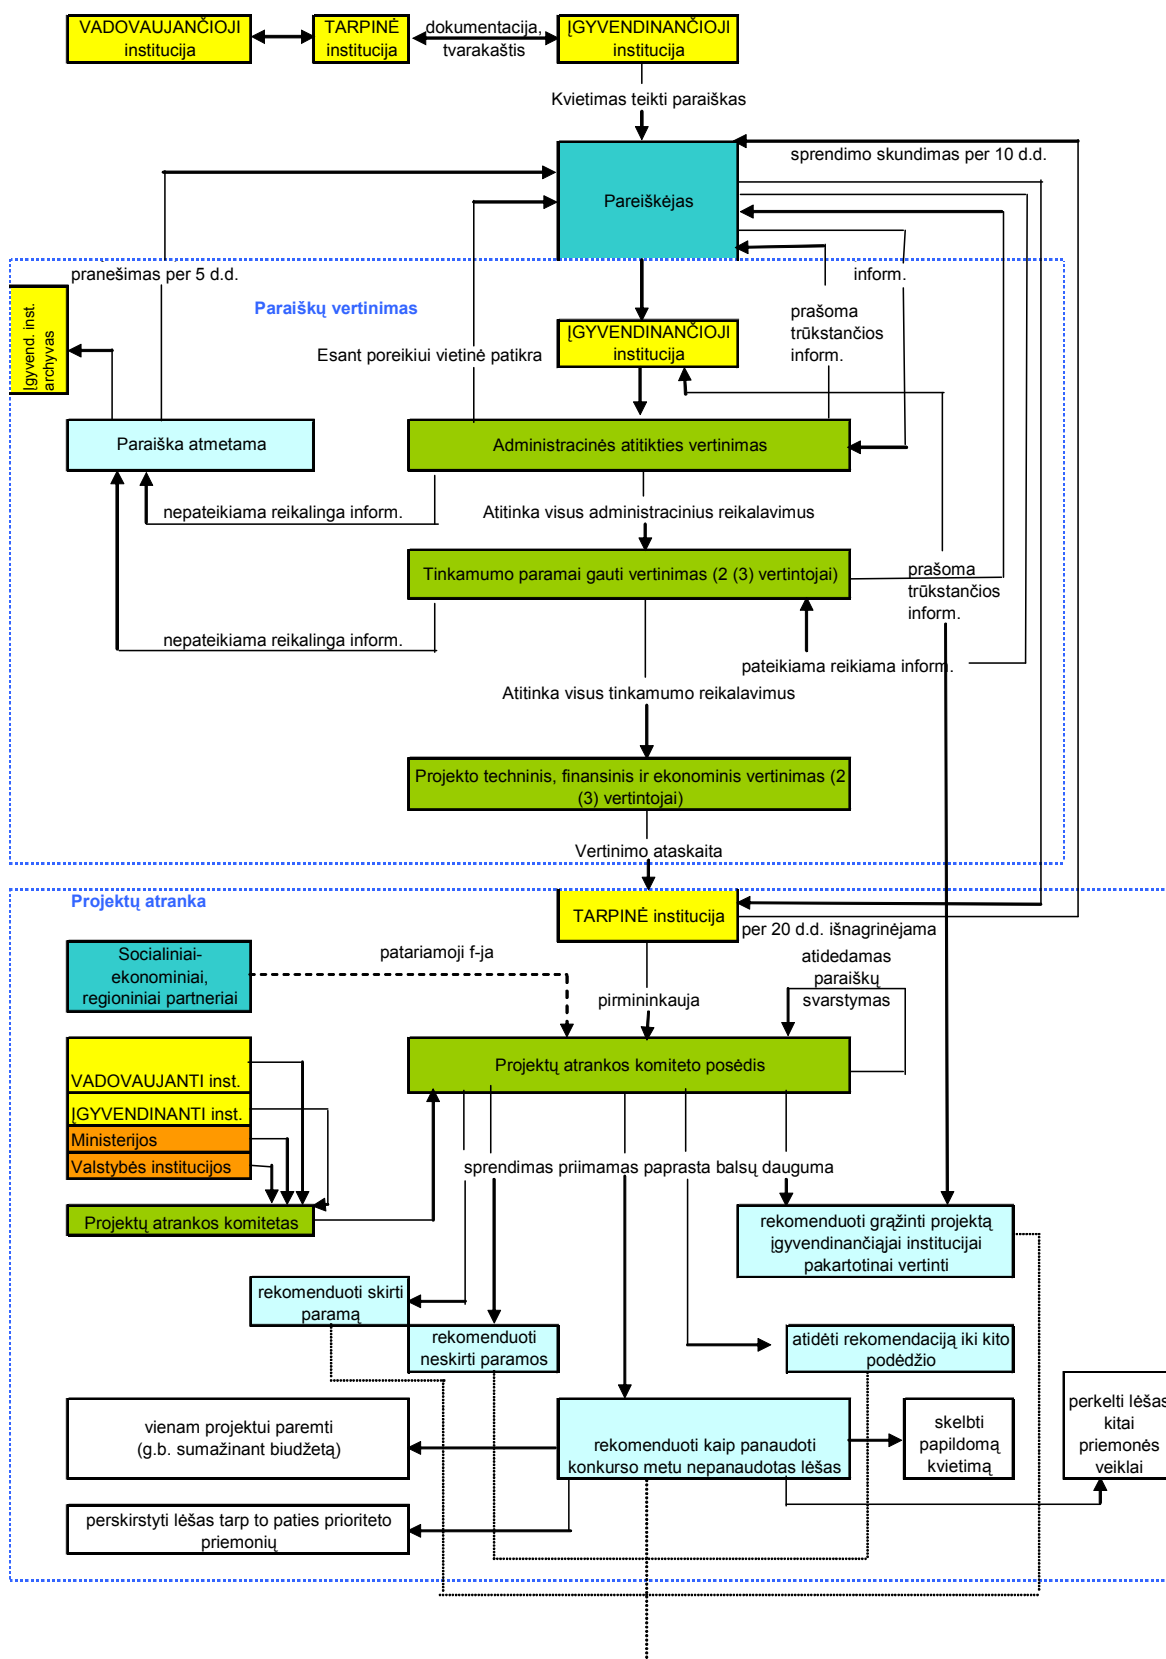 VADOVAUJANČIOJI
institucija
TARPINĖ
institucija
dokumentacija,
tvarakaštis
ĮGYVENDINANČIOJI
institucija
Kvietimas teikti paraiškas
sprendimo skundimas per 10 d.d.
Pareiškėjas
pranešimas per 5 d.d.
inform.
Paraiškų vertinimas
Įgyvend. inst.
archyvas
prašoma
trūkstančios
inform.
ĮGYVENDINANČIOJI
institucija
Esant poreikiui vietinė patikra
Paraiška atmetama
Administracinės atitikties vertinimas
nepateikiama reikalinga inform.
Atitinka visus administracinius reikalavimus
Tinkamumo paramai gauti vertinimas (2 (3) vertintojai)
prašoma
trūkstančios
inform.
nepateikiama reikalinga inform.
pateikiama reikiama inform.
Atitinka visus tinkamumo reikalavimus
Projekto techninis, finansinis ir ekonominis vertinimas (2
(3) vertintojai)
Vertinimo ataskaita
Projektų atranka
TARPINĖ institucija
per 20 d.d. išnagrinėjama
Socialiniai-
ekonominiai,
regioniniai partneriai
patariamoji f-ja
pirmininkauja
atidedamas
paraiškų
svarstymas
Projektų atrankos komiteto posėdis
VADOVAUJANTI inst.
ĮGYVENDINANTI inst.
Ministerijos
Valstybės institucijos
sprendimas priimamas paprasta balsų dauguma
Projektų atrankos komitetas
rekomenduoti grąžinti projektą
įgyvendinančiąjai institucijai
pakartotinai vertinti
rekomenduoti skirti
paramą
rekomenduoti
neskirti paramos
atidėti rekomendaciją iki kito
podėdžio
vienam projektui paremti
(g.b. sumažinant biudžetą)
rekomenduoti kaip panaudoti
konkurso metu nepanaudotas lėšas
skelbti
papildomą
kvietimą
perkelti lėšas
kitai
priemonės
veiklai
perskirstyti lėšas tarp to paties prioriteto
priemonių